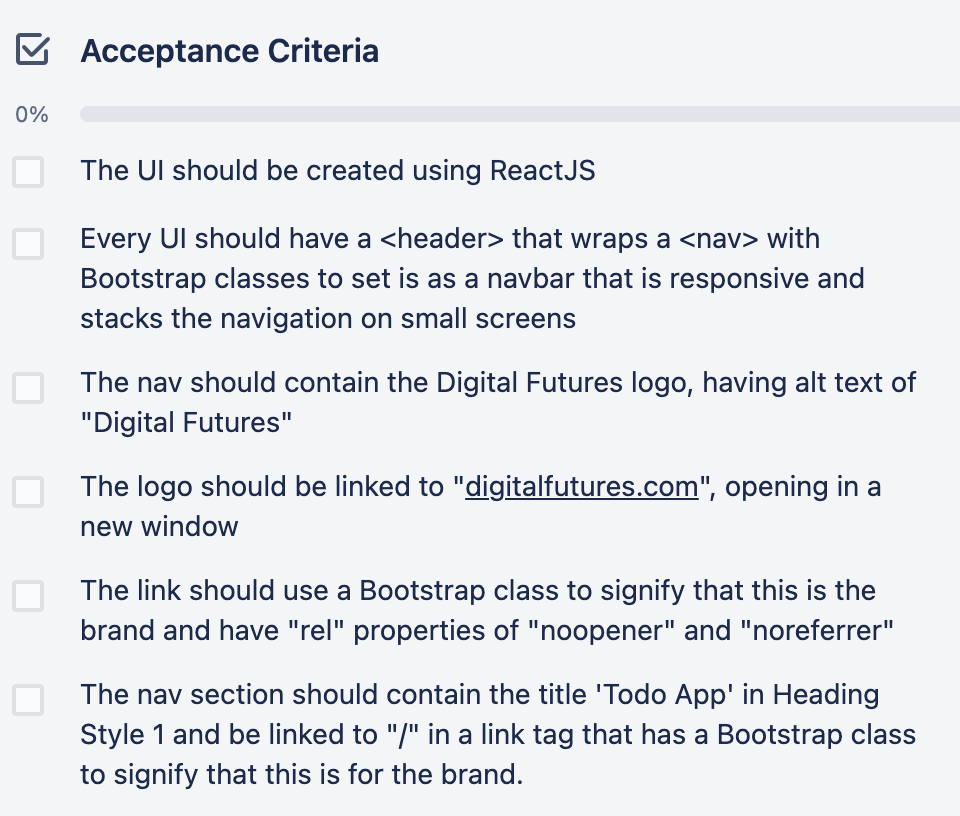 Acceptance Criteria
0%
The UI should be created using ReactJS
Every UI should have a <header> that wraps a <nav> with
Bootstrap classes to set is as a navbar that is responsive and
stacks the navigation on small screens
The nav should contain the Digital Futures logo, having alt text of
"Digital Futures"
The logo should be linked to "digitalfutures.com", opening in a
new window
The link should use a Bootstrap class to signify that this is the
brand and have "rel" properties of "noopener" and "noreferrer"
The nav section should contain the title 'Todo App' in Heading
Style 1 and be linked to "/" in a link tag that has a Bootstrap class
to signify that this is for the brand.